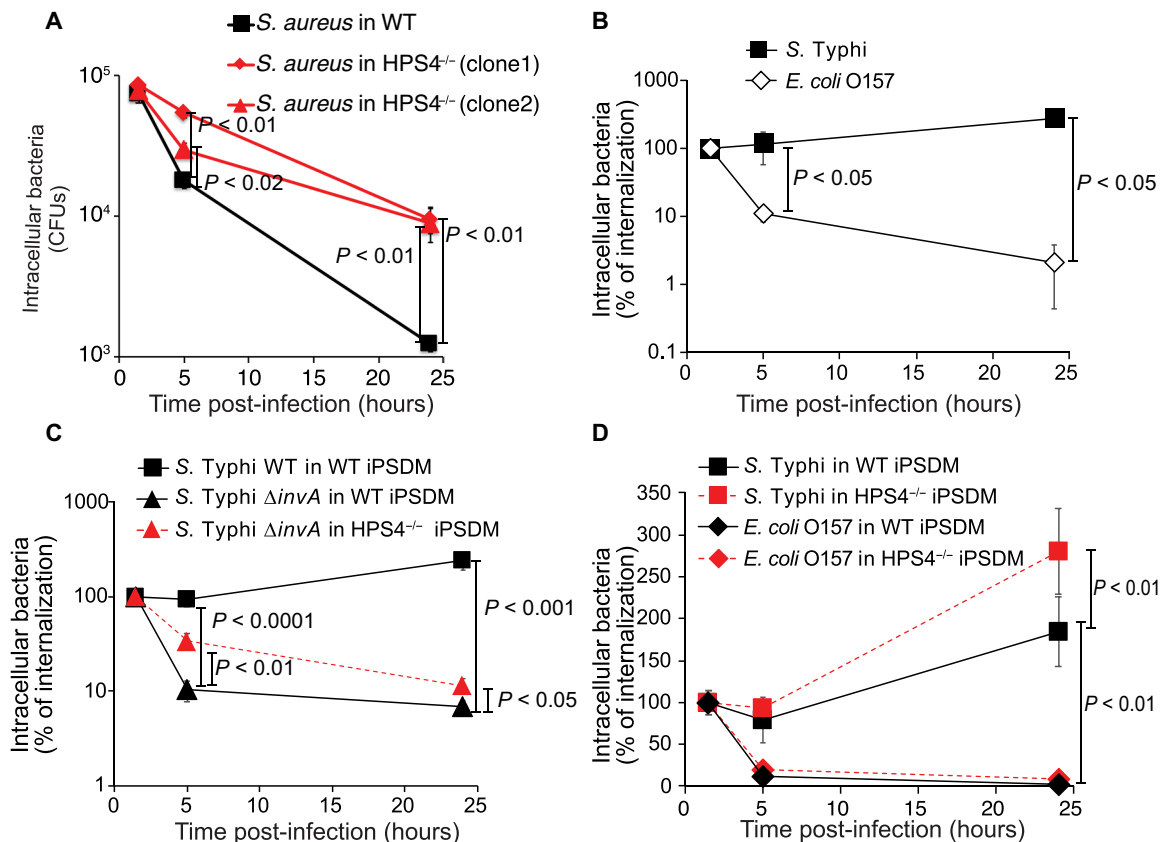 A
S. aureus in WT
S. aureus in HPS4⁻/⁻ (clone1)
S. aureus in HPS4⁻/⁻ (clone2)
Intracellular bacteria
(CFUs)
10⁵
10⁴
10³
P < 0.01
P < 0.02
P < 0.01
P < 0.01
0 5 10 15 20 25
Time post-infection (hours)
B
S. Typhi
E. coli O157
Intracellular bacteria
(% of internalization)
1000
100
10
1
0.1
P < 0.05
P < 0.05
0 5 10 15 20 25
Time post-infection (hours)
C
S. Typhi WT in WT iPSDM
S. Typhi ΔinvA in WT iPSDM
S. Typhi ΔinvA in HPS4⁻/⁻ iPSDM
Intracellular bacteria
(% of internalization)
1000
100
10
1
P < 0.0001
P < 0.01
P < 0.001
P < 0.05
0 5 10 15 20 25
Time post-infection (hours)
D
S. Typhi in WT iPSDM
S. Typhi in HPS4⁻/⁻ iPSDM
E. coli O157 in WT iPSDM
E. coli O157 in HPS4⁻/⁻ iPSDM
Intracellular bacteria
(% of internalization)
350
300
250
200
150
100
50
0
P < 0.01
P < 0.01
0 5 10 15 20 25
Time post-infection (hours)